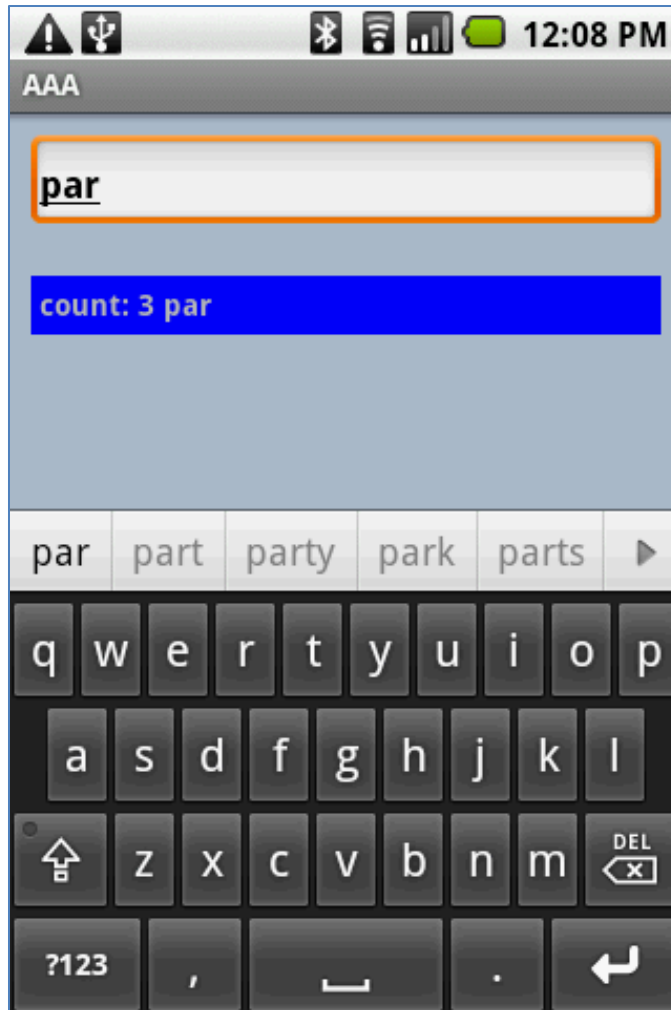 12:08 PM
AAA
par
count: 3 par
par part party park parts
q w e r t y u i o p
a s d f g h j k l
z x c v b n m DEL
?123 , .